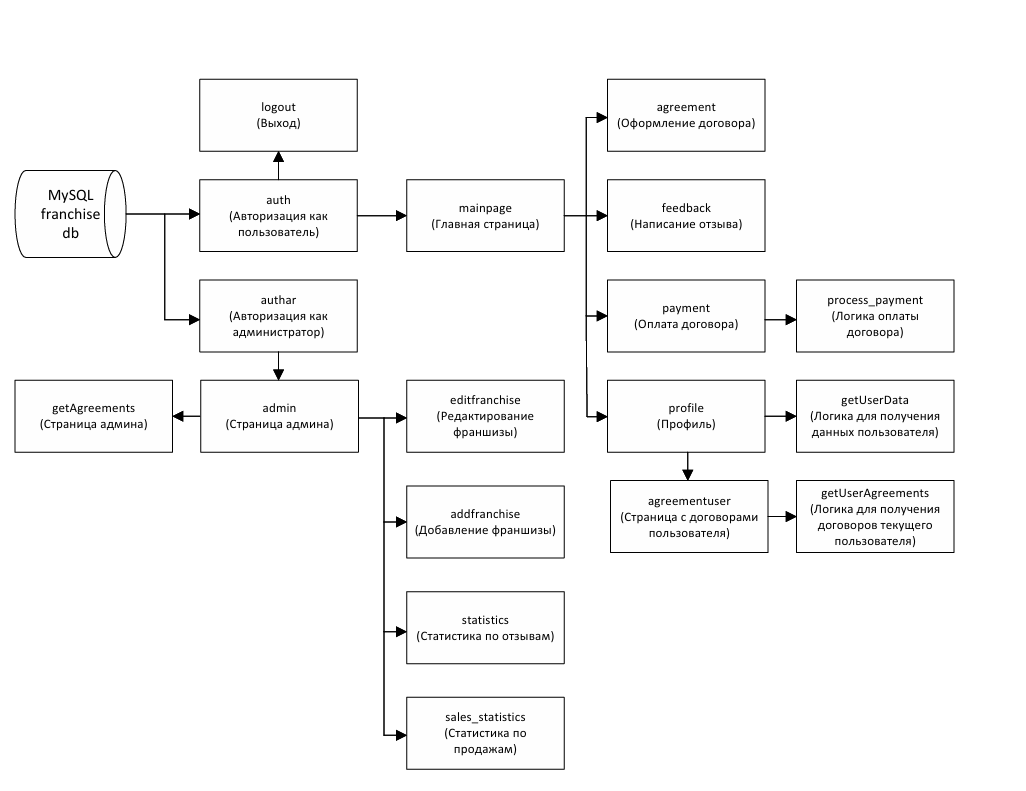 logout
(Выход)
agreement
(Оформление договора)
MySQL
franchise
db
auth
(Авторизация как
пользователь)
mainpage
(Главная страница)
feedback
(Написание отзыва)
authar
(Авторизация как
администратор)
payment
(Оплата договора)
process_payment
(Логика оплаты
договора)
getAgreements
(Страница админа)
admin
(Страница админа)
editfranchise
(Редактирование
франшизы)
profile
(Профиль)
getUserData
(Логика для получения
данных пользователя)
addfranchise
(Добавление франшизы)
agreementuser
(Страница с договорами
пользователя)
getUserAgreements
(Логика для получения
договоров текущего
пользователя)
statistics
(Статистика по отзывам)
sales_statistics
(Статистика по
продажам)